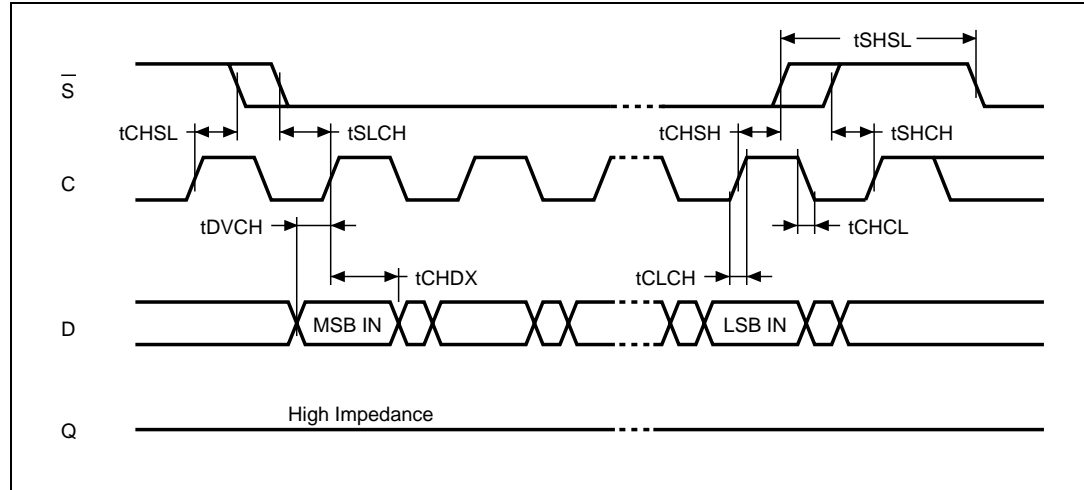 tSHSL
S̅
tCHSL
tSLCH
tCHSH
tSHCH
C
tDVCH
tCHCL
tCHDX
tCLCH
D
MSB IN
LSB IN
High Impedance
Q